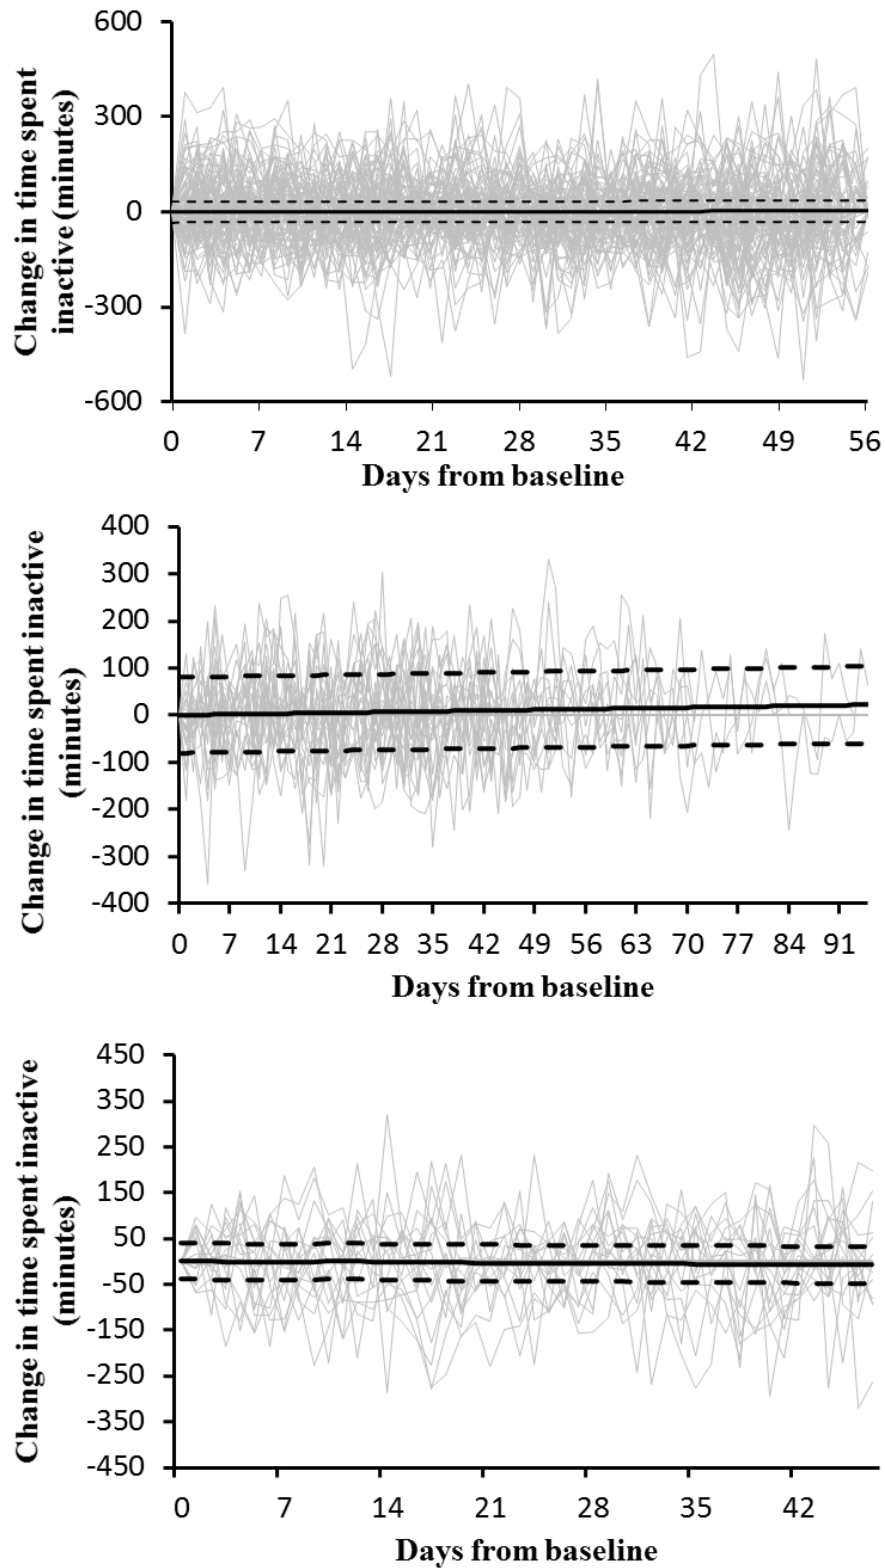 Change in time spent
inactive (minutes)
600
300
0
-300
-600
0 7 14 21 28 35 42 49 56
Days from baseline
Change in time spent inactive
(minutes)
400
300
200
100
0
-100
-200
-300
-400
0 7 14 21 28 35 42 49 56 63 70 77 84 91
Days from baseline
Change in time spent inactive
(minutes)
450
350
250
150
50
-50
-150
-250
-350
-450
0 7 14 21 28 35 42
Days from baseline